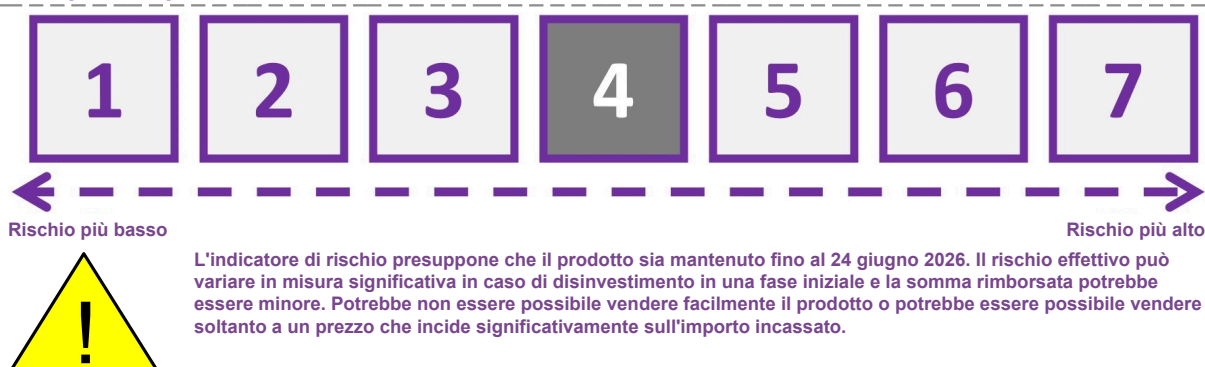 1 2 3 4 5 6 7
Rischio più basso Rischio più alto
L'indicatore di rischio presuppone che il prodotto sia mantenuto fino al 24 giugno 2026. Il rischio effettivo può
variare in misura significativa in caso di disinvestimento in una fase iniziale e la somma rimborsata potrebbe
essere minore. Potrebbe non essere possibile vendere facilmente il prodotto o potrebbe essere possibile vendere
soltanto a un prezzo che incide significativamente sull'importo incassato.
!